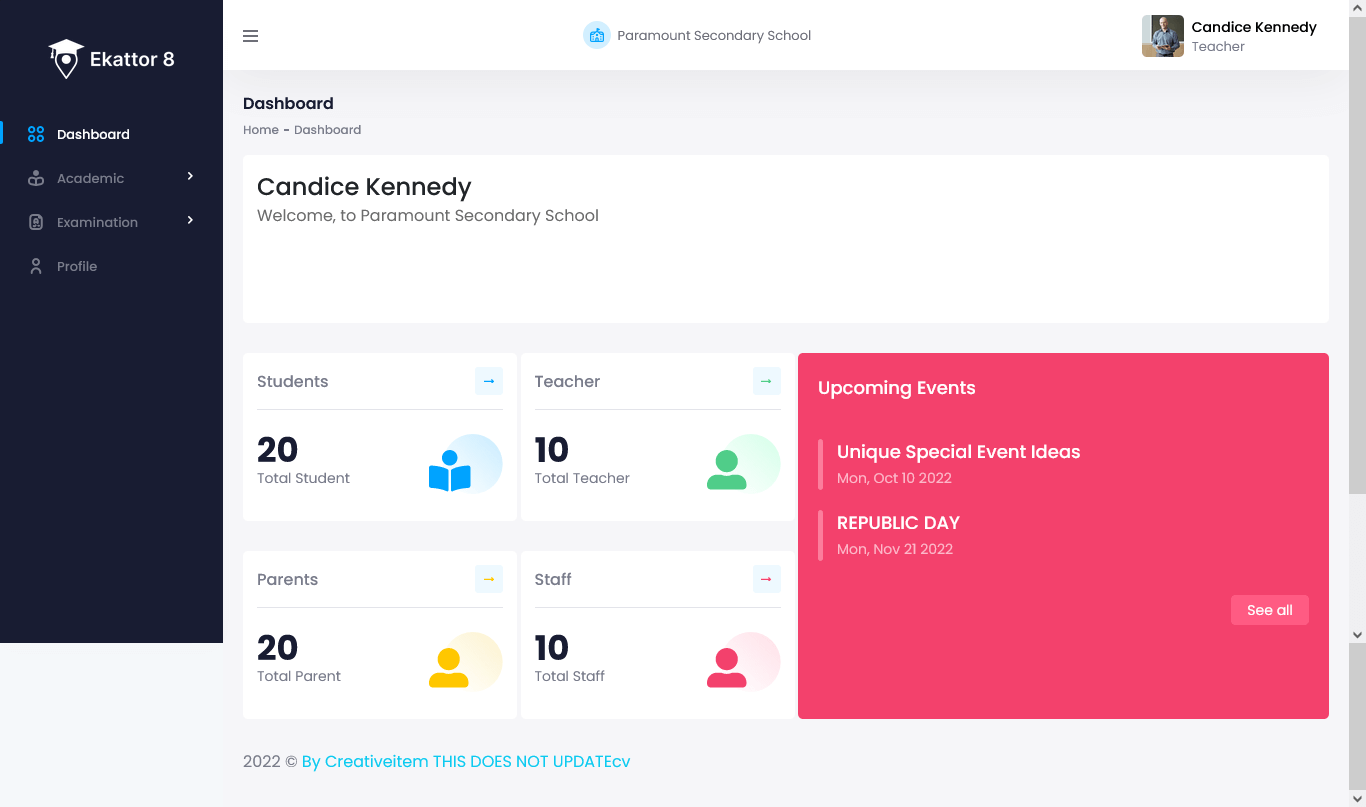 Ekattor 8
Paramount Secondary School
Candice Kennedy
Teacher
Dashboard
Academic
Examination
Profile
Dashboard
Home - Dashboard
Candice Kennedy
Welcome, to Paramount Secondary School
Students
20
Total Student
Teacher
10
Total Teacher
Parents
20
Total Parent
Staff
10
Total Staff
Upcoming Events
Unique Special Event Ideas
Mon, Oct 10 2022
REPUBLIC DAY
Mon, Nov 21 2022
See all
2022 © By Creativeitem THIS DOES NOT UPDATEcv